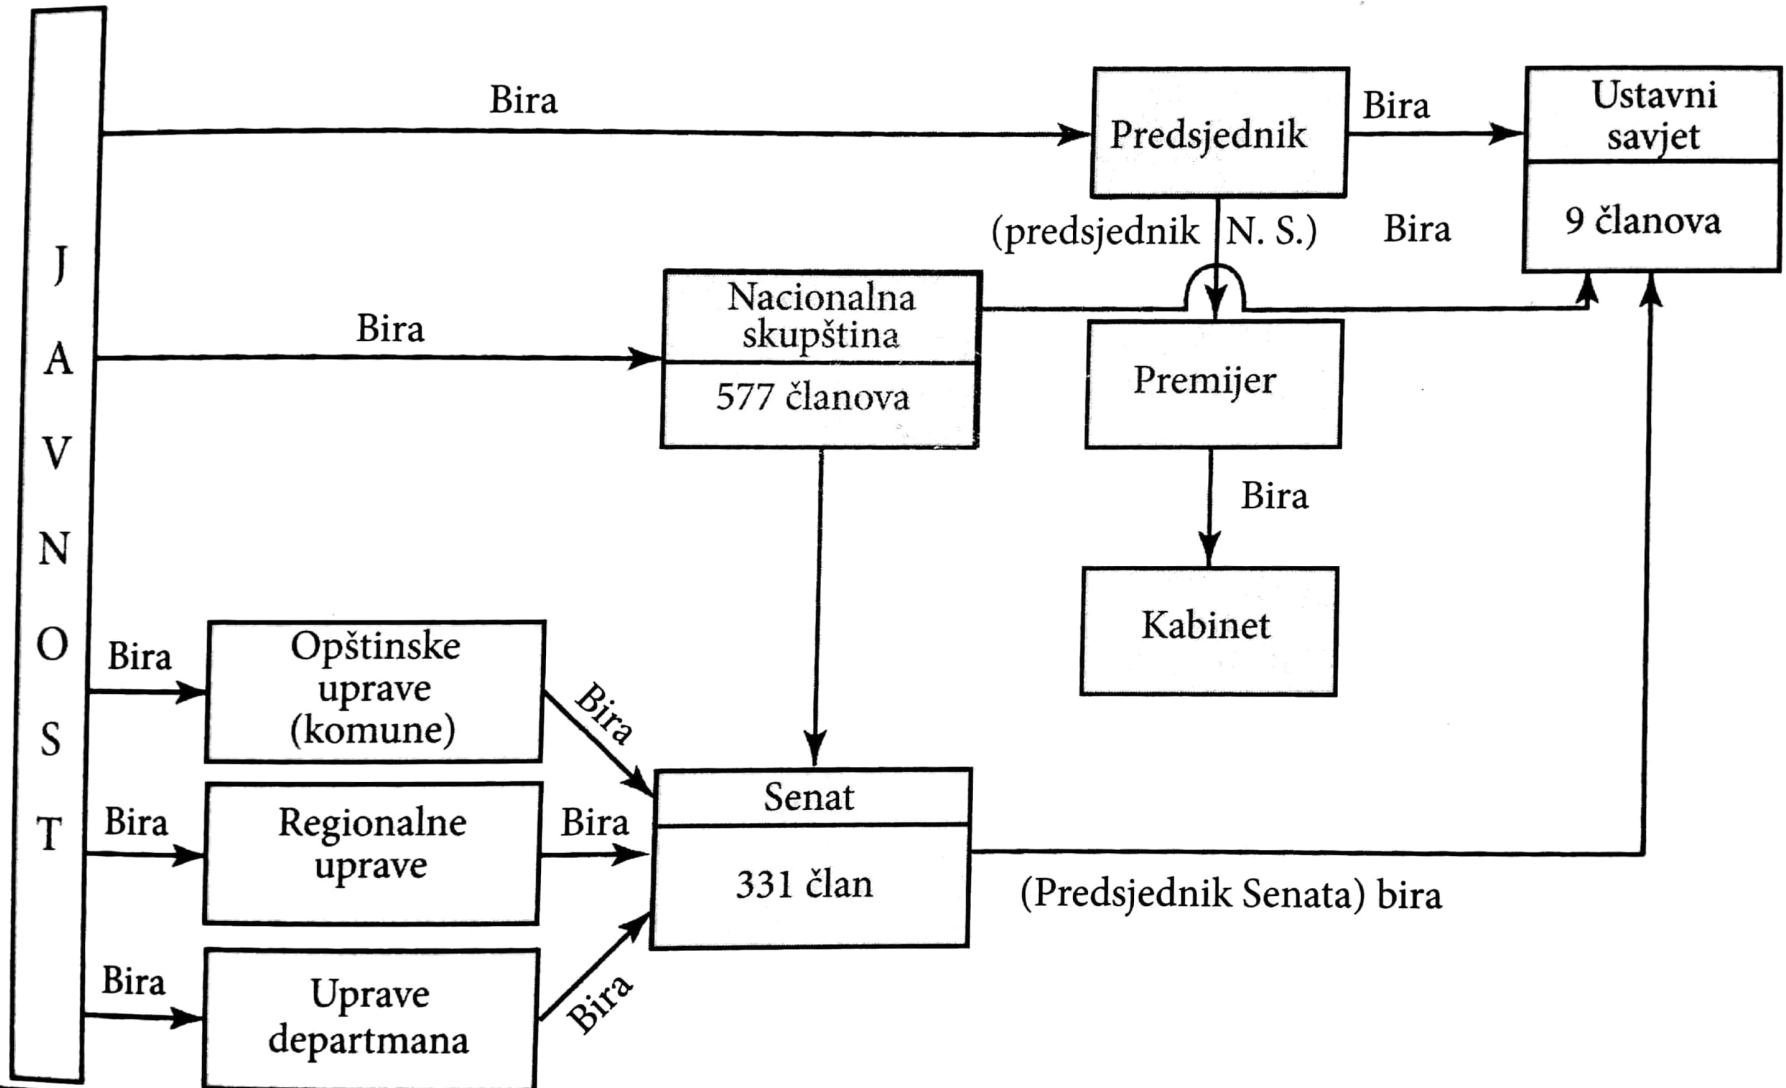 J
A
V
N
O
S
T
Bira
Predsjednik
Bira
Ustavni
savjet
9 članova
(predsjednik N. S.)
Bira
Bira
Nacionalna
skupština
577 članova
Premijer
Bira
Kabinet
Bira
Opštinske
uprave
(komune)
Bira
Bira
Regionalne
uprave
Bira
Senat
331 član
(Predsjednik Senata) bira
Bira
Uprave
departmana
Bira